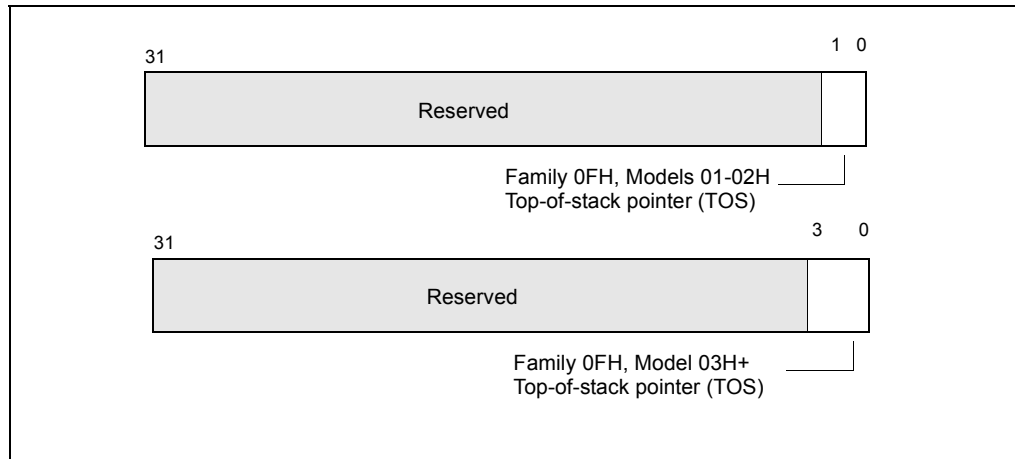 31
1 0
Reserved
Family 0FH, Models 01-02H
Top-of-stack pointer (TOS)
31
3 0
Reserved
Family 0FH, Model 03H+
Top-of-stack pointer (TOS)